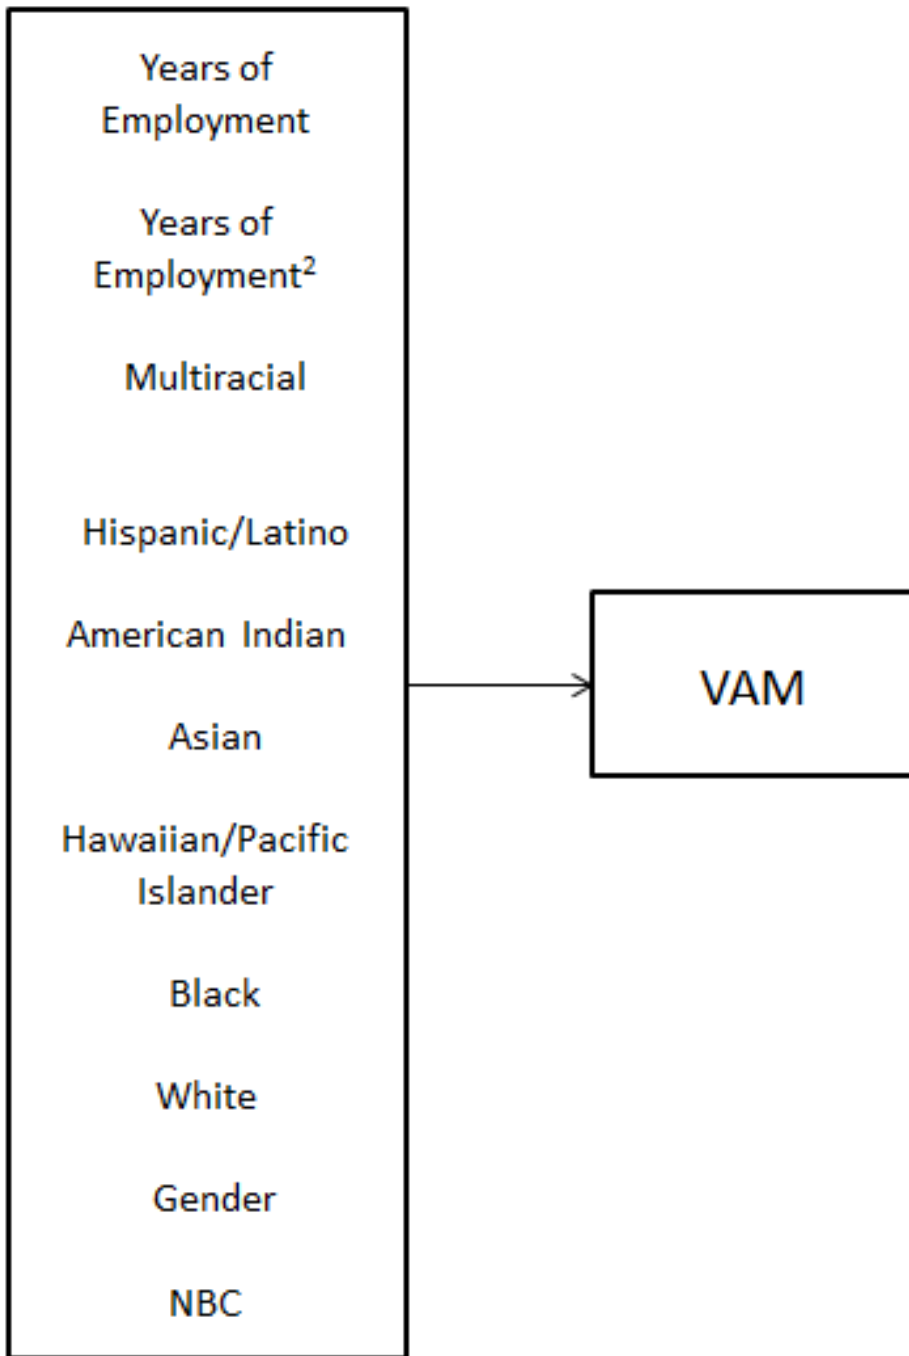 Years of
Employment
Years of
Employment²
Multiracial
Hispanic/Latino
American Indian
Asian
Hawaiian/Pacific
Islander
Black
White
Gender
NBC
VAM